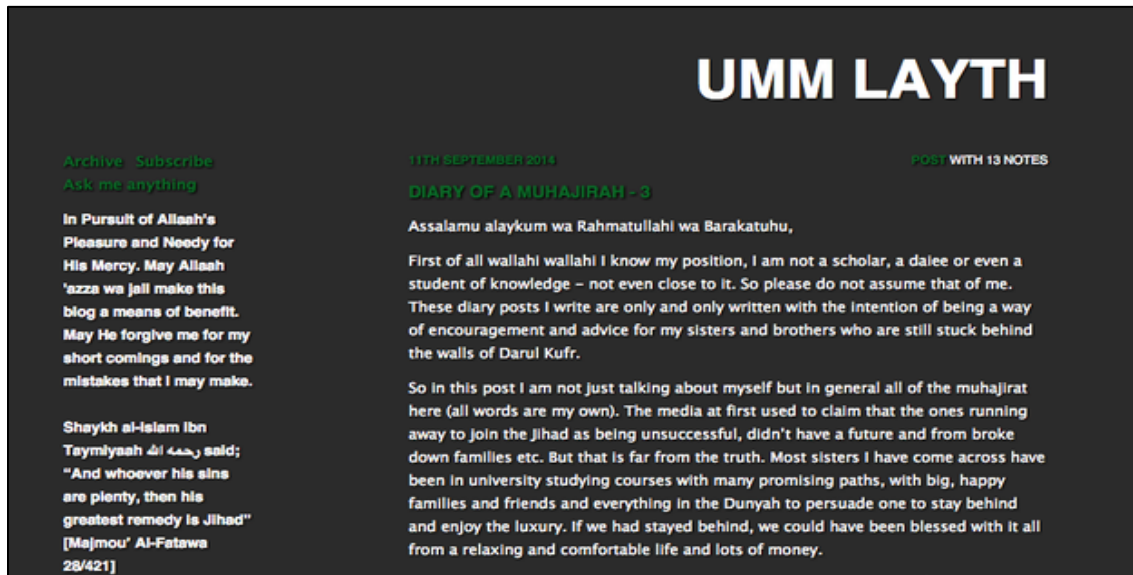 UMM LAYTH
Archive Subscribe
Ask me anything
In Pursuit of Allaah's
Pleasure and Needy for
His Mercy. May Allaah
'azza wa jall make this
blog a means of benefit.
May He forgive me for my
short comings and for the
mistakes that I may make.
Shaykh al-Islam Ibn
Taymiyaah رحمه الله said;
"And whoever his sins
are plenty, then his
greatest remedy is Jihad"
[Majmou' Al-Fatawa
28/421]
11TH SEPTEMBER 2014
POST WITH 13 NOTES
DIARY OF A MUHAJIRAH - 3
Assalamu alaykum wa Rahmatullahi wa Barakatuhu,
First of all wallahi wallahi I know my position, I am not a scholar, a daiee or even a
student of knowledge – not even close to it. So please do not assume that of me.
These diary posts I write are only and only written with the intention of being a way
of encouragement and advice for my sisters and brothers who are still stuck behind
the walls of Darul Kufr.
So in this post I am not just talking about myself but in general all of the muhajirat
here (all words are my own). The media at first used to claim that the ones running
away to join the Jihad as being unsuccessful, didn't have a future and from broke
down families etc. But that is far from the truth. Most sisters I have come across have
been in university studying courses with many promising paths, with big, happy
families and friends and everything in the Dunyah to persuade one to stay behind
and enjoy the luxury. If we had stayed behind, we could have been blessed with it all
from a relaxing and comfortable life and lots of money.